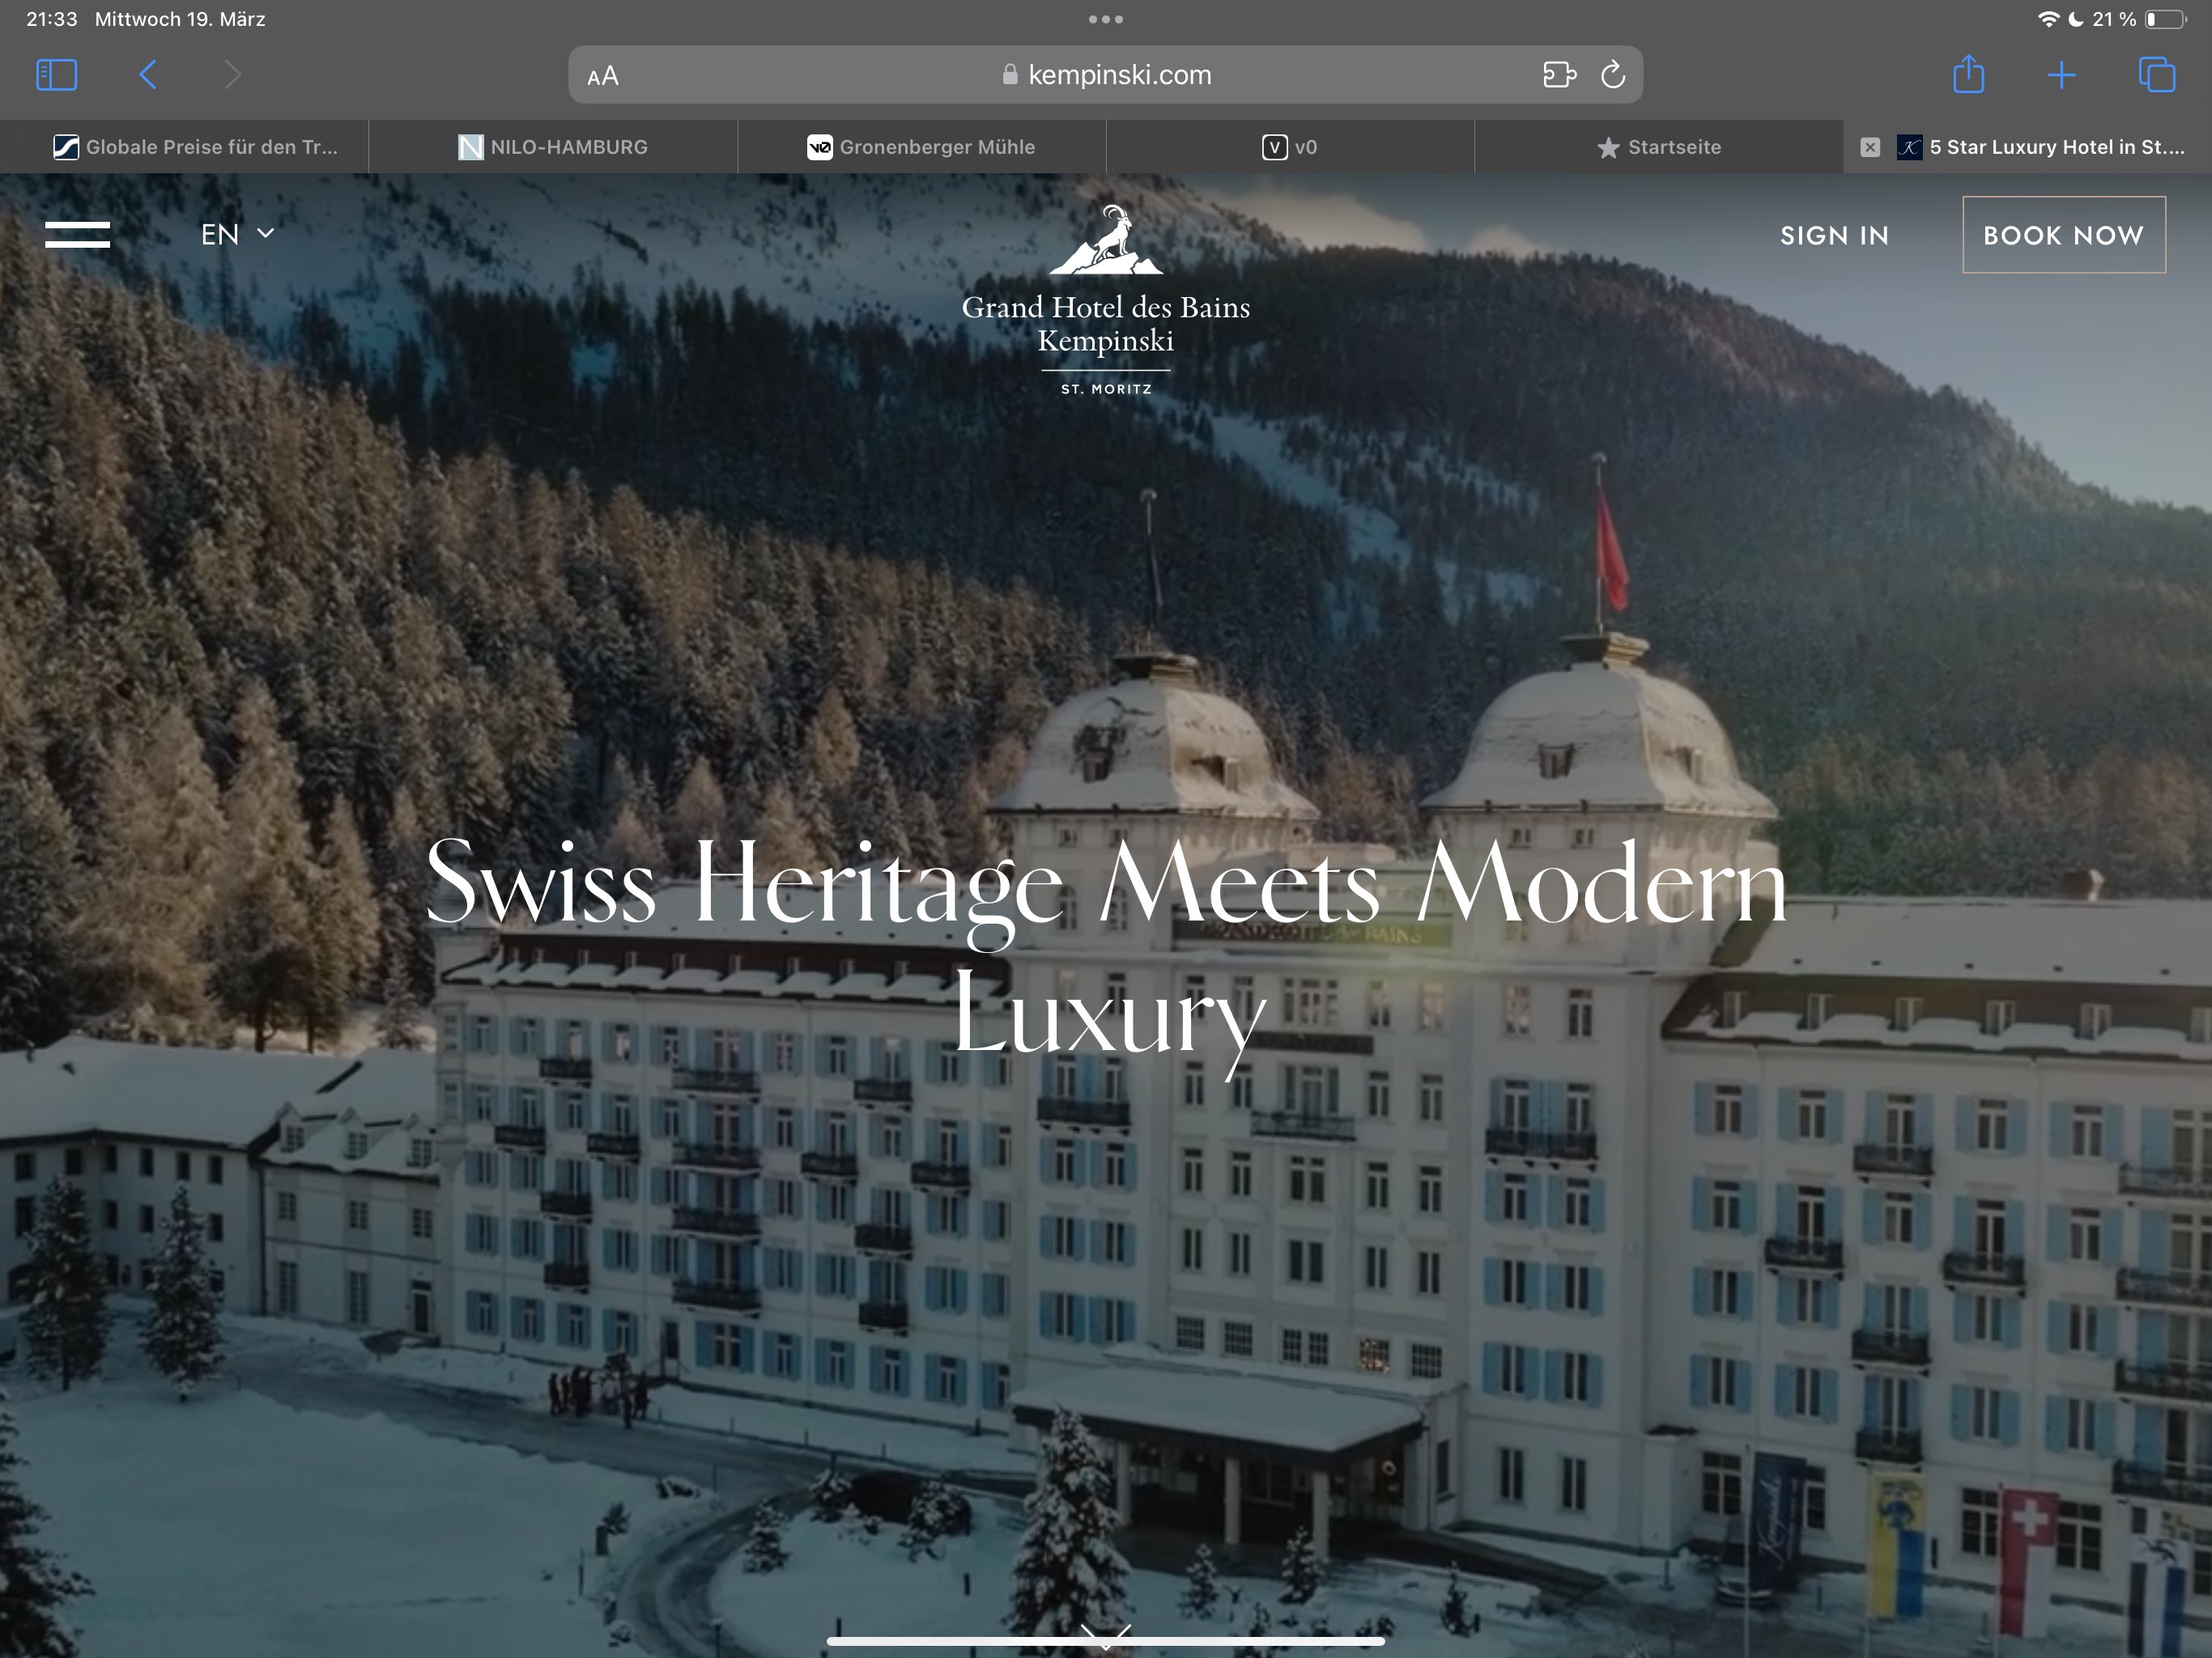 21:33 Mittwoch 19. März
21 %
AA
kempinski.com
Globale Preise für den Tr...
NILO-HAMBURG
Gronenberger Mühle
v0
Startseite
5 Star Luxury Hotel in St....
EN
SIGN IN
BOOK NOW
Grand Hotel des Bains
Kempinski
ST. MORITZ
Swiss Heritage Meets Modern
Luxury